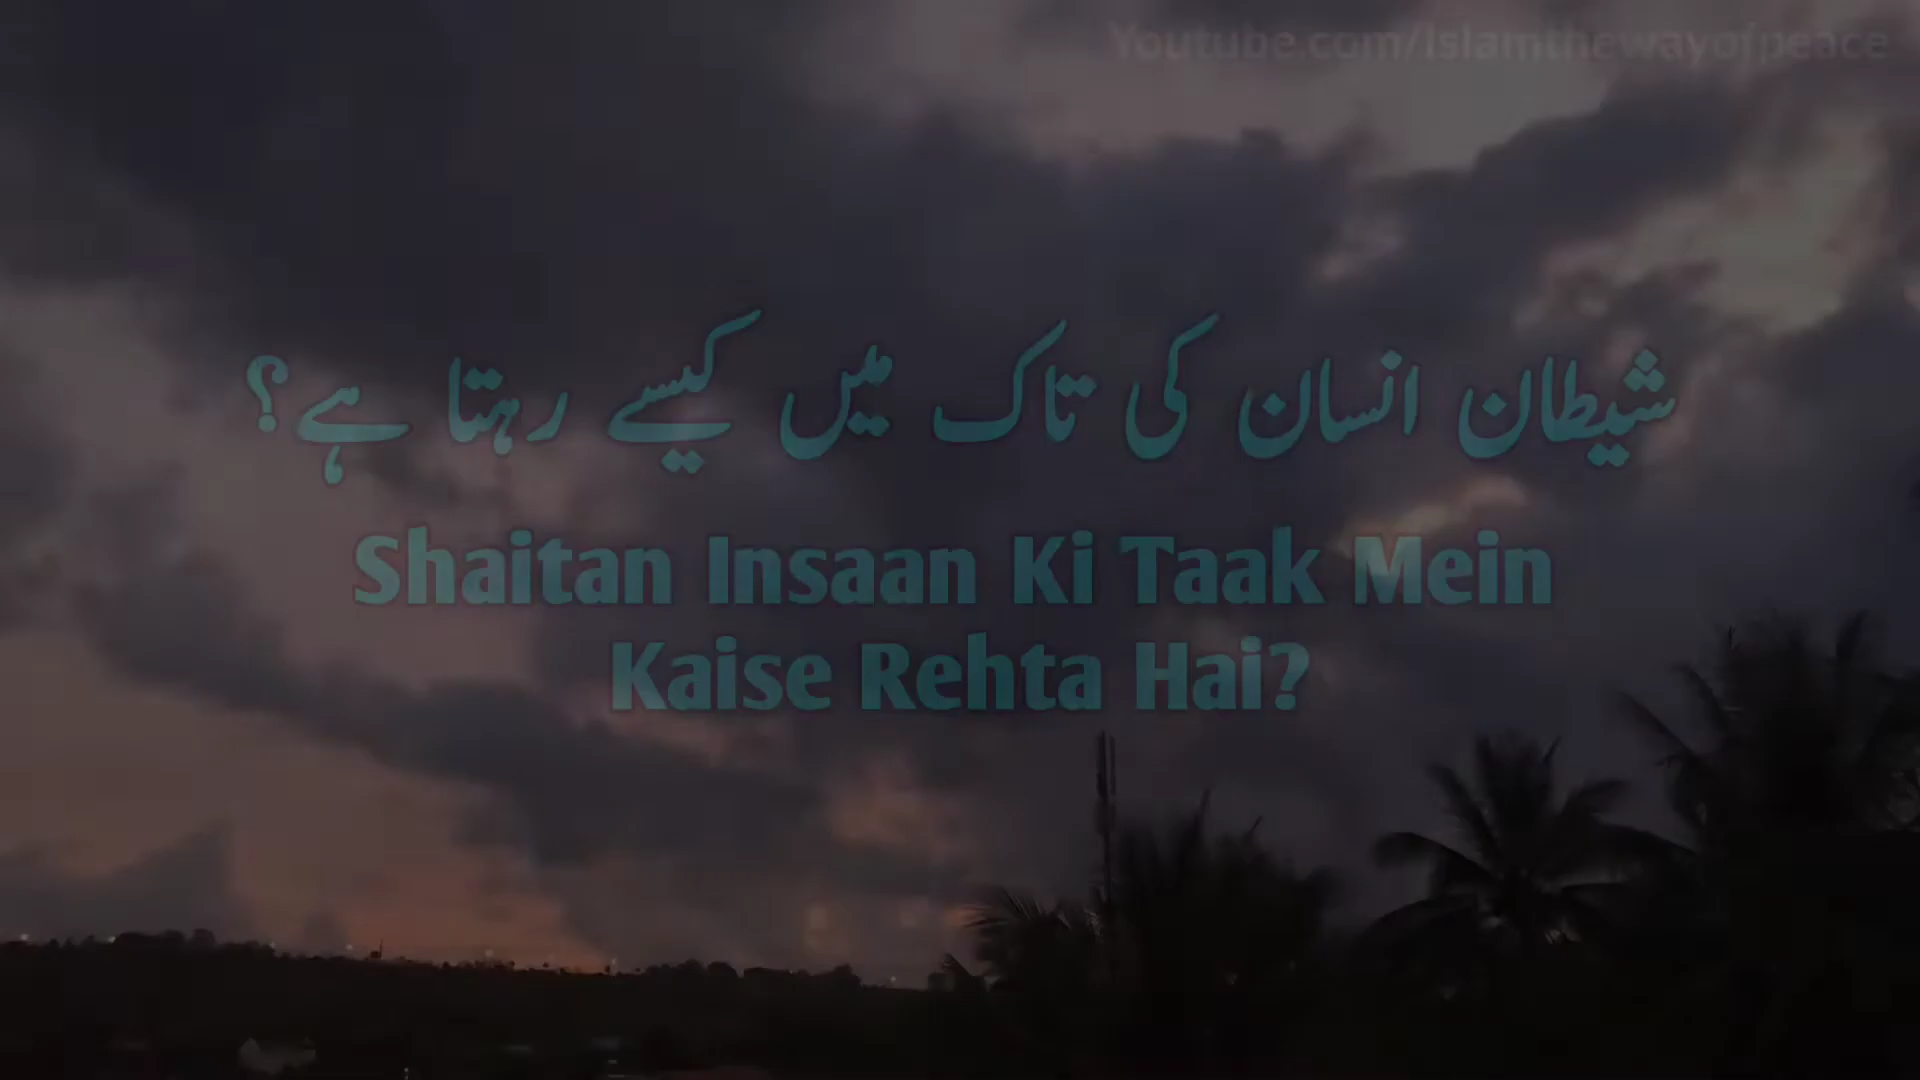 Youtube.com/Islamthewayofpeace
شیطان انسان کی تاک میں کیسے رہتا ہے؟
Shaitan Insaan Ki Taak Mein
Kaise Rehta Hai?